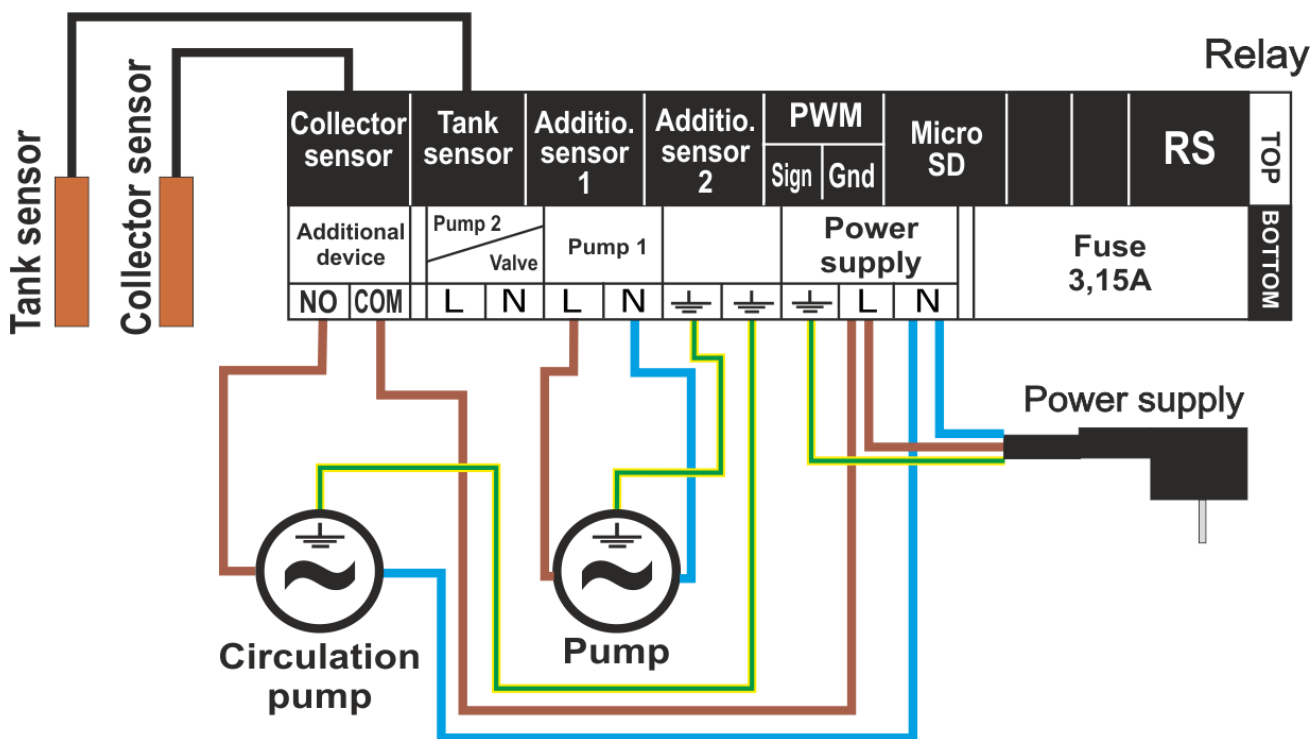 Relay
Tank sensor
Collector sensor
Collector
sensor
Tank
sensor
Additio.
sensor
1
Additio.
sensor
2
PWM
Sign
Gnd
Micro
SD
RS
TOP
Additional
device
Pump 2
Valve
Pump 1
Power
supply
Fuse
3,15A
BOTTOM
NO COM L N L N L N
Power supply
Circulation
pump
Pump